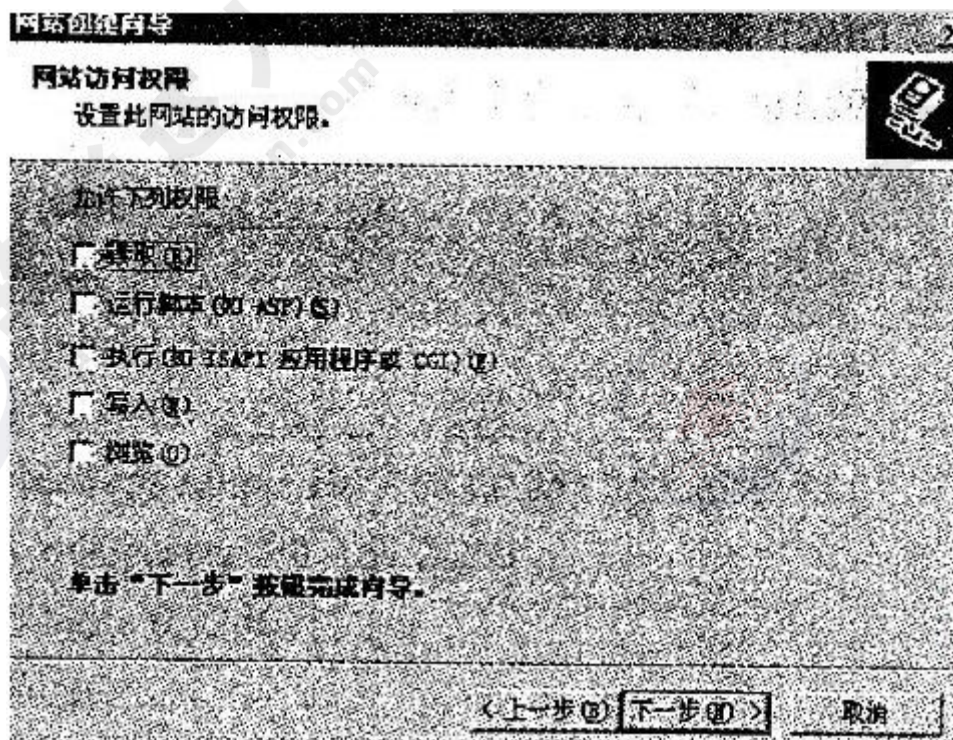 网站创建向导
网站访问权限
设置此网站的访问权限。
允许下列权限
读取(R)
运行脚本(如 ASP)(S)
执行(如 ISAPI 应用程序或 CGI)(E)
写入(W)
浏览(O)
单击“下一步”按钮完成向导。
<上一步(B)
下一步(N) >
取消